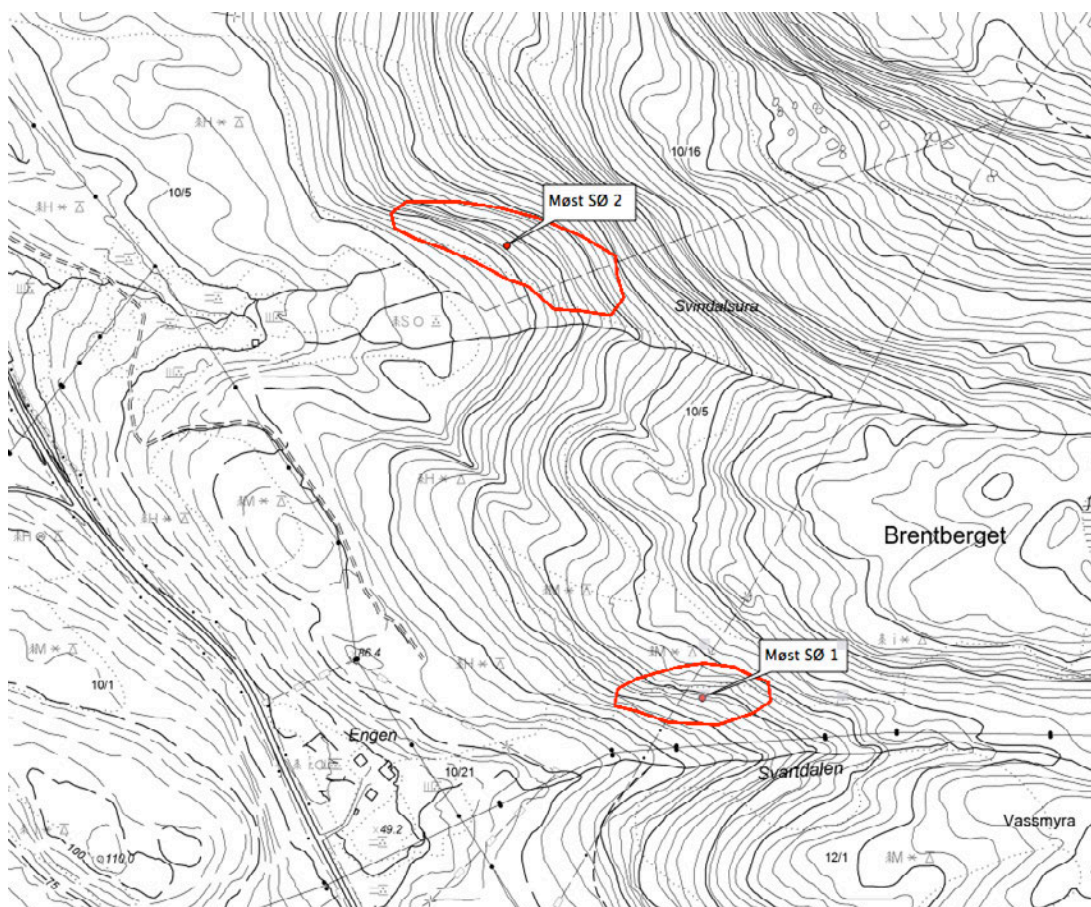 H
10/5
H
10/16
Møst SØ 2
H
Svindalsura
S O
10/5
H
M
H
H
Brentberget
M
i
M
86.4
H
M
Møst SØ 1
10/1
Engen
10/21
Svartdalen
49.2
Vassmyra
100
110.0
75
12/1
M